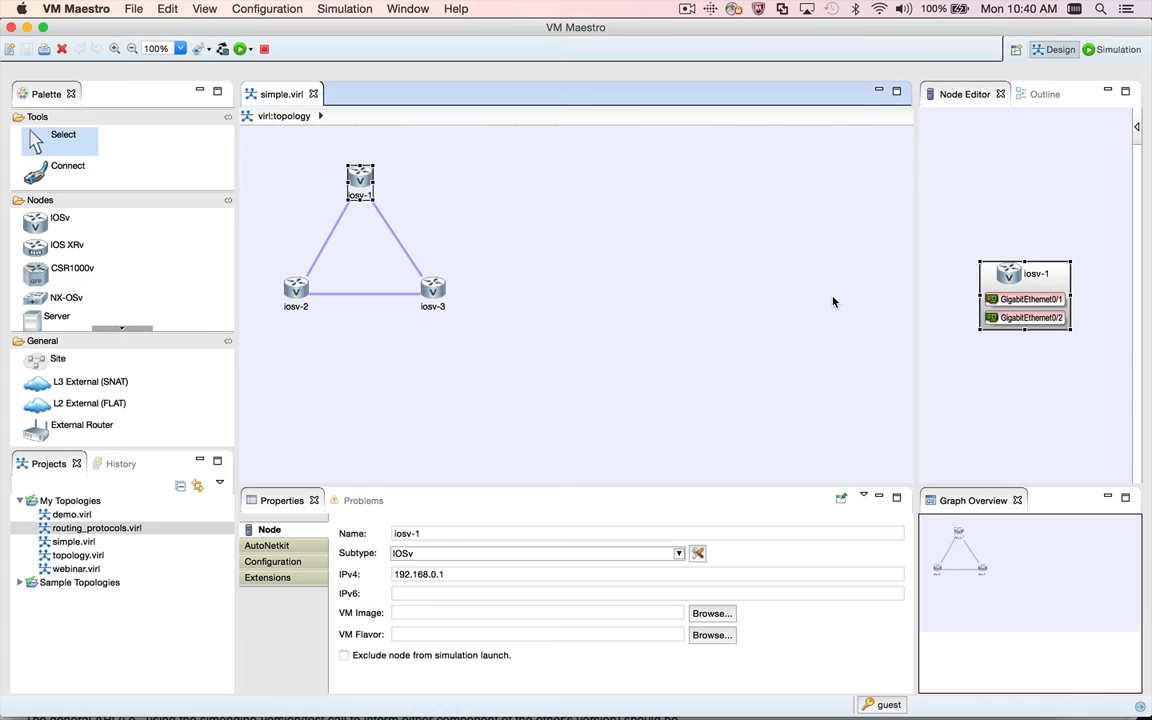 VM Maestro File Edit View Configuration Simulation Window Help 100% Mon 10:40 AM
VM Maestro
100% Design Simulation
Palette
Tools
Select
Connect
Nodes
IOSv
IOS XRv
CSR1000v
NX-OSv
Server
General
Site
L3 External (SNAT)
L2 External (FLAT)
External Router
Projects History
My Topologies
demo.virl
routing_protocols.virl
simple.virl
topology.virl
webinar.virl
Sample Topologies
simple.virl
virl:topology
iosv-1
iosv-2
iosv-3
Properties Problems
Node
AutoNetkit
Configuration
Extensions
Name: iosv-1
Subtype: IOSv
IPv4: 192.168.0.1
IPv6:
VM Image: Browse...
VM Flavor: Browse...
Exclude node from simulation launch.
Node Editor Outline
iosv-1
GigabitEthernet0/1
GigabitEthernet0/2
Graph Overview
guest